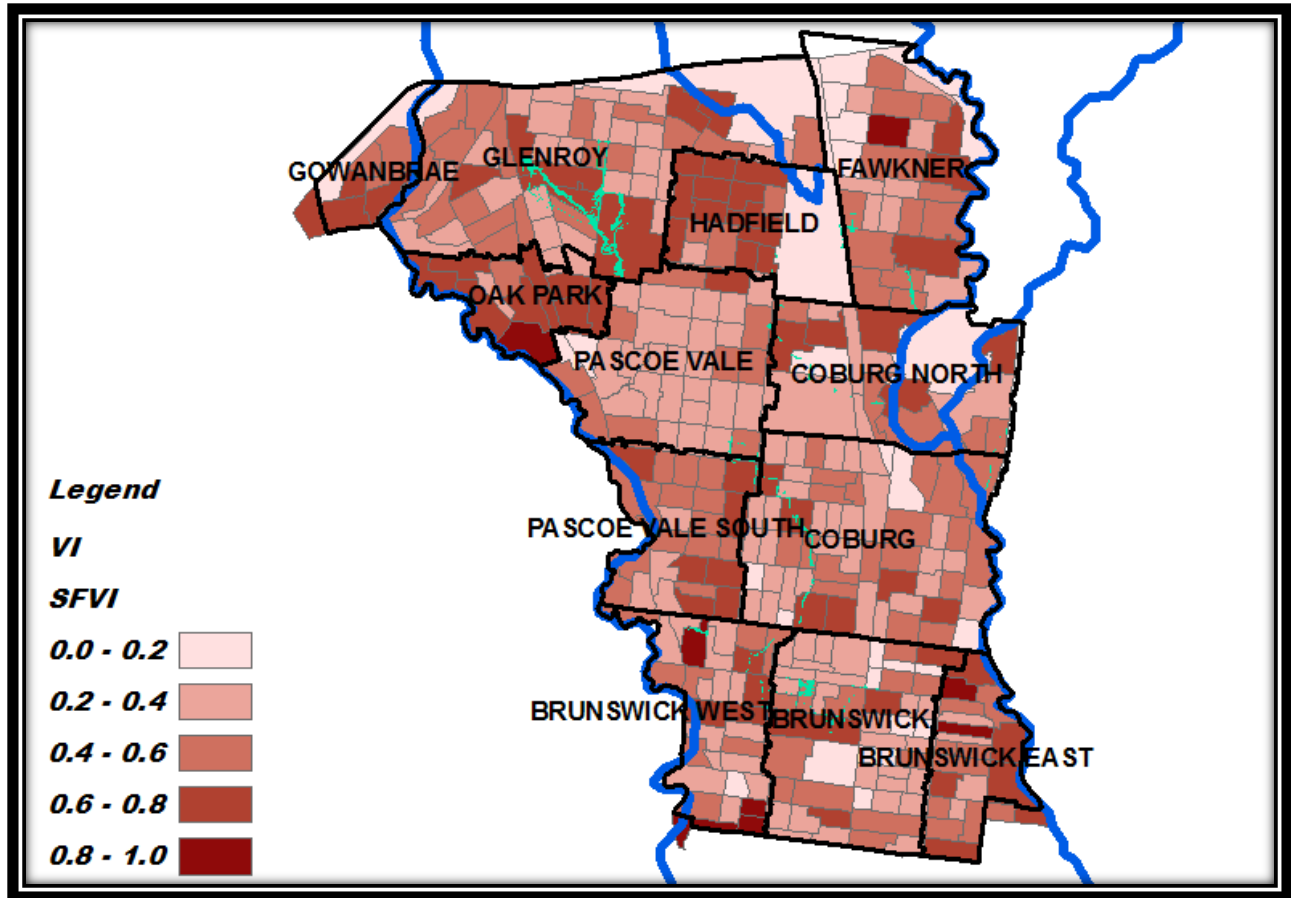 GOWANBRAE
GLENROY
FAWKNER
HADFIELD
OAK PARK
PASCOE VALE
COBURG NORTH
PASCOE VALE SOUTH
COBURG
BRUNSWICK WEST
BRUNSWICK
BRUNSWICK EAST
Legend
VI
SFVI
0.0 - 0.2
0.2 - 0.4
0.4 - 0.6
0.6 - 0.8
0.8 - 1.0